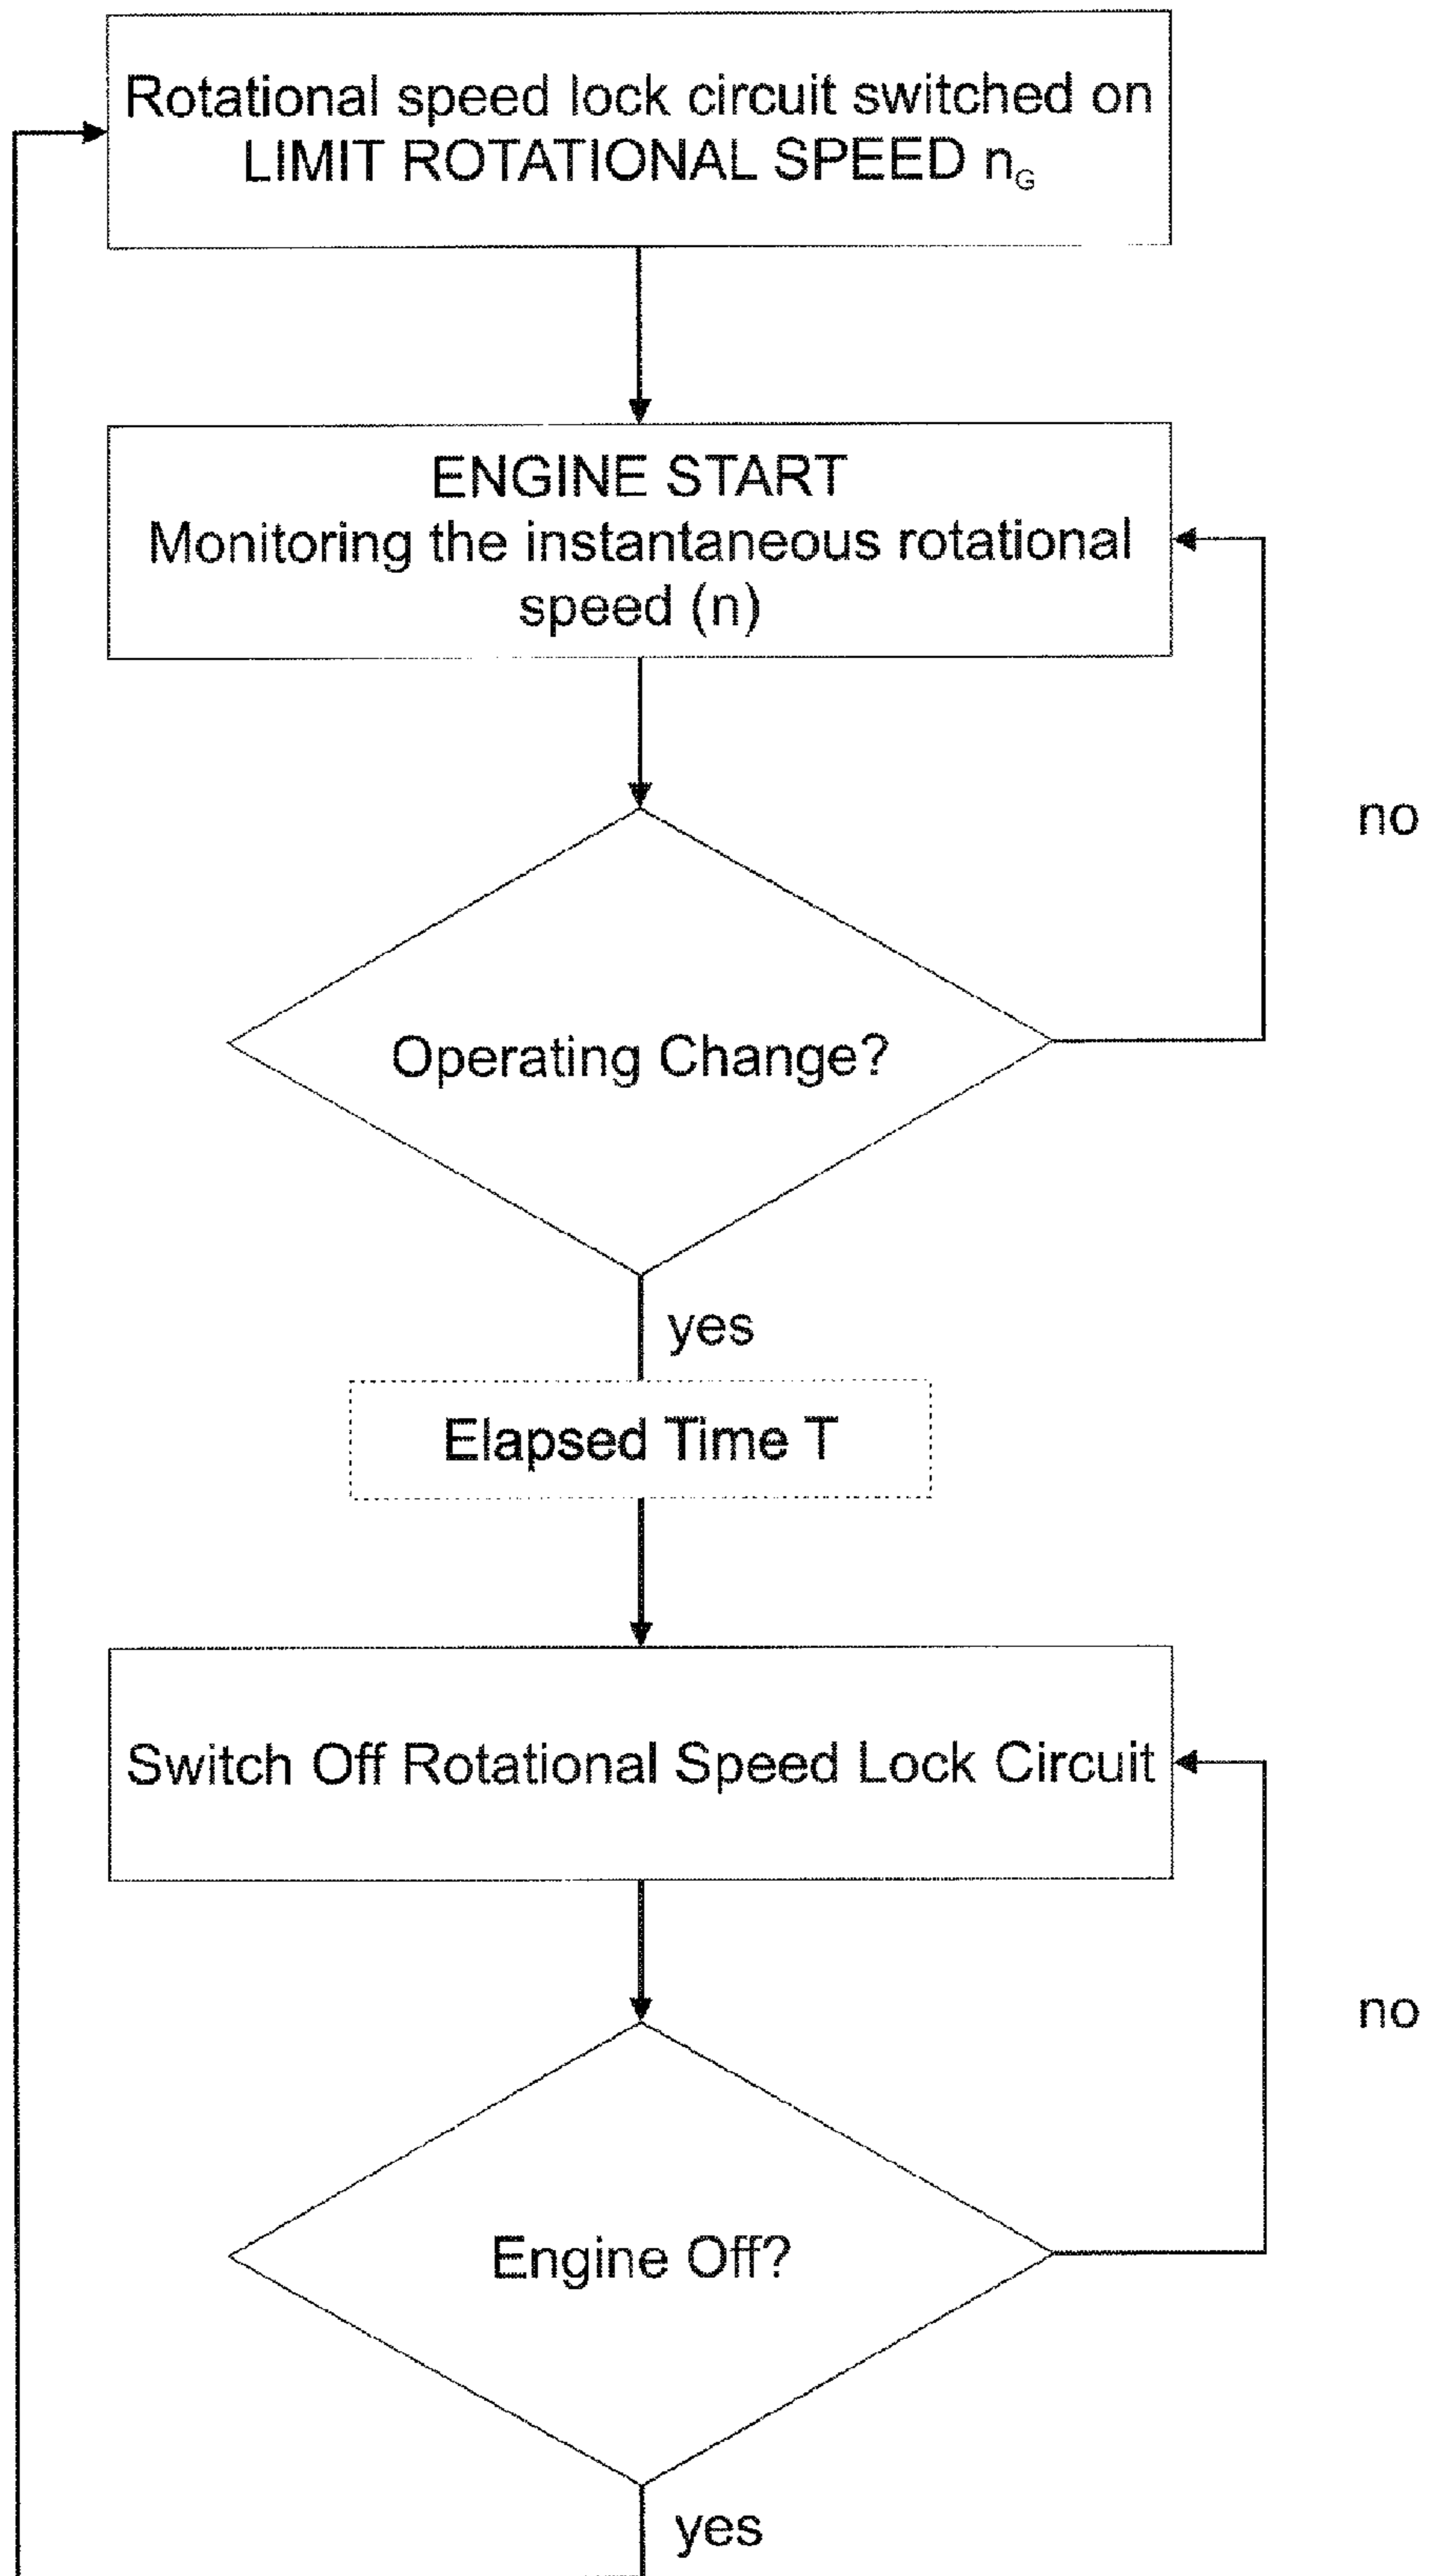 Rotational speed lock circuit switched on
LIMIT ROTATIONAL SPEED nG
ENGINE START
Monitoring the instantaneous rotational
speed (n)
no
Operating Change?
yes
Elapsed Time T
Switch Off Rotational Speed Lock Circuit
no
Engine Off?
yes